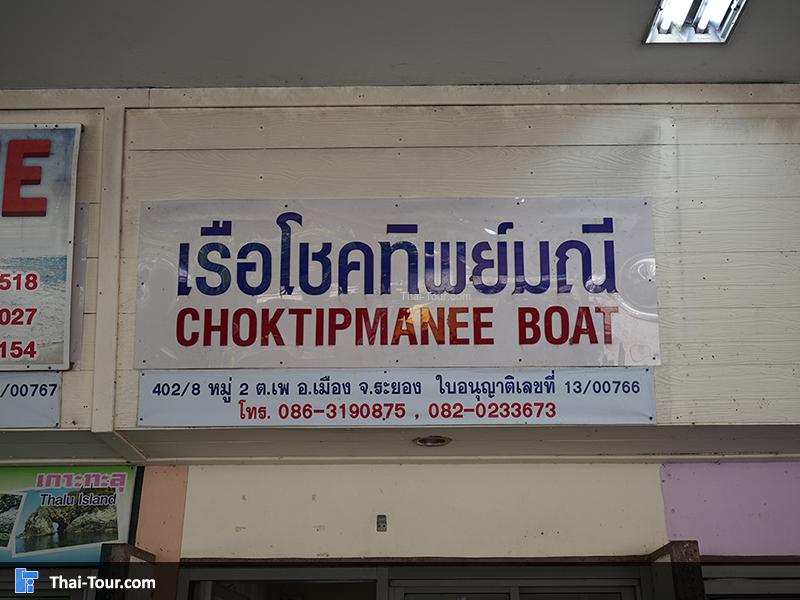 E
518
027
154
/00767
เรือโชคทิพย์มณี
Thai-Tour.com
CHOKTIPMANEE BOAT
402/8 หมู่ 2 ต.เพ อ.เมือง จ.ระยอง ใบอนุญาติเลขที่ 13/00766
โทร. 086-3190875 , 082-0233673
เกาะทะลุ
Thalu Island
Thai-Tour.com